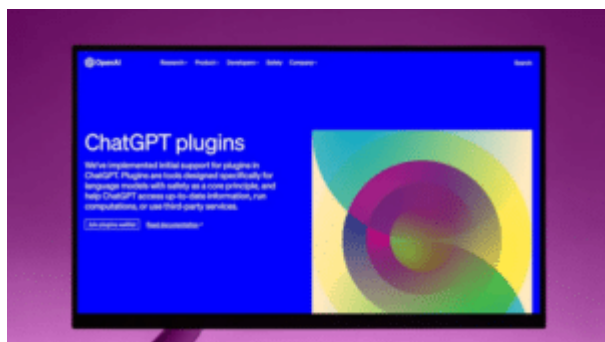 OpenAI Research Product Developers Safety Company Search
ChatGPT plugins
We've implemented initial support for plugins in
ChatGPT. Plugins are tools designed specifically for
language models with safety as a core principle, and
help ChatGPT access up-to-date information, run
computations, or use third-party services.
Join plugins waitlist Read documentation